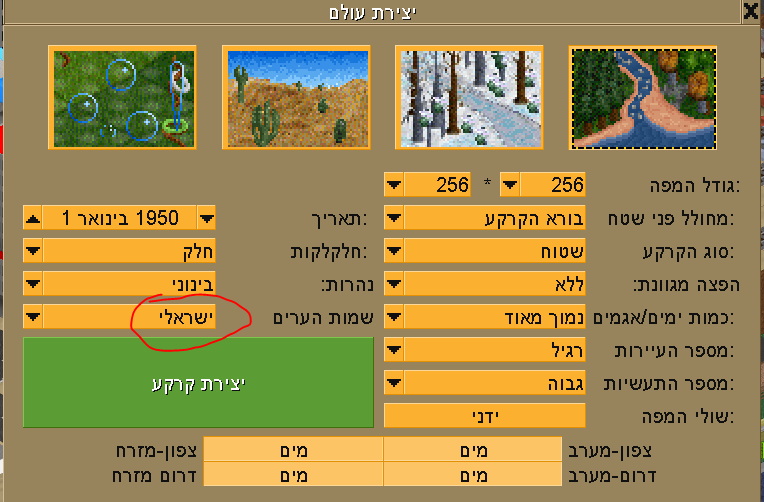 יצירת עולם
גודל המפה: 256 * 256
מחולל פני שטח: בורא הקרקע תאריך: 1 בינואר 1950
סוג הקרקע: שטוח חלקלקות: חלק
הפצה מגוונת: ללא נהרות: בינוני
כמות ימים/אגמים: נמוך מאוד שמות הערים ישראלי
מספר העיירות: רגיל
מספר התעשיות: גבוה
יצירת קרקע
שולי המפה: ידני
צפון-מערב מים מים צפון-מזרח
דרום-מערב מים מים דרום מזרח